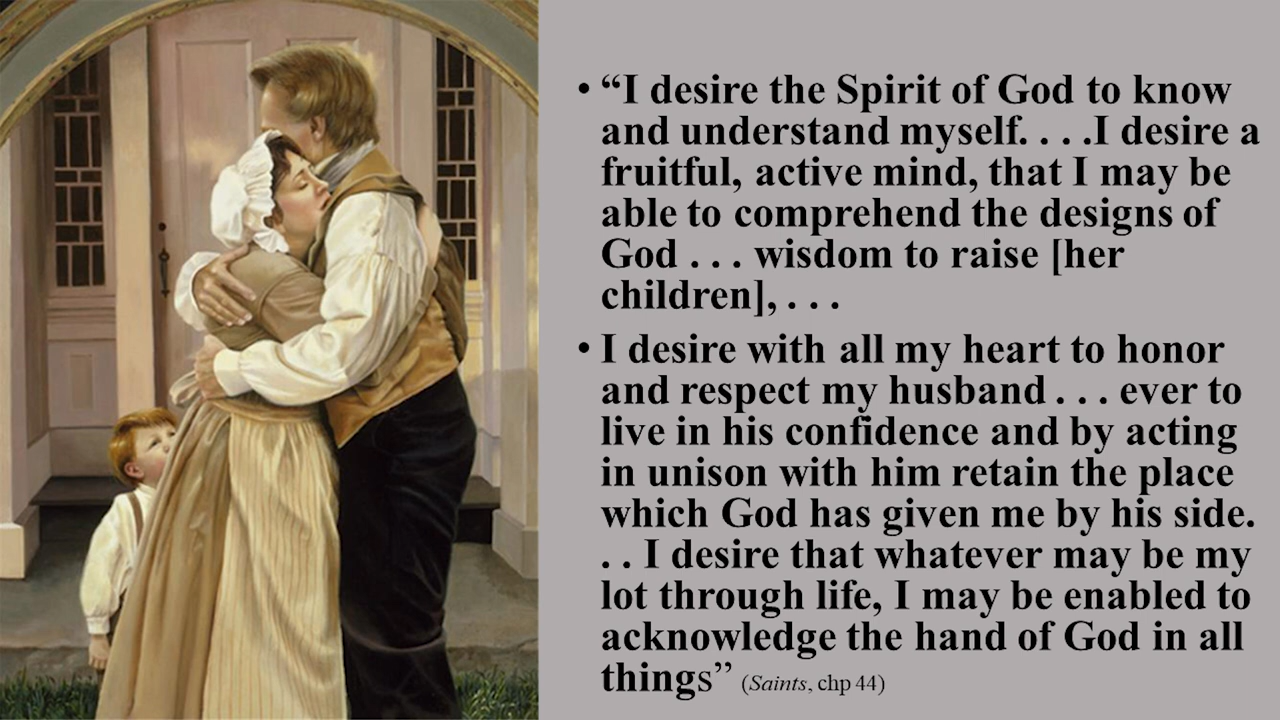 • “I desire the Spirit of God to know
and understand myself. . . .I desire a
fruitful, active mind, that I may be
able to comprehend the designs of
God . . . wisdom to raise [her
children], . . .
• I desire with all my heart to honor
and respect my husband . . . ever to
live in his confidence and by acting
in unison with him retain the place
which God has given me by his side.
. . I desire that whatever may be my
lot through life, I may be enabled to
acknowledge the hand of God in all
things” (Saints, chp 44)